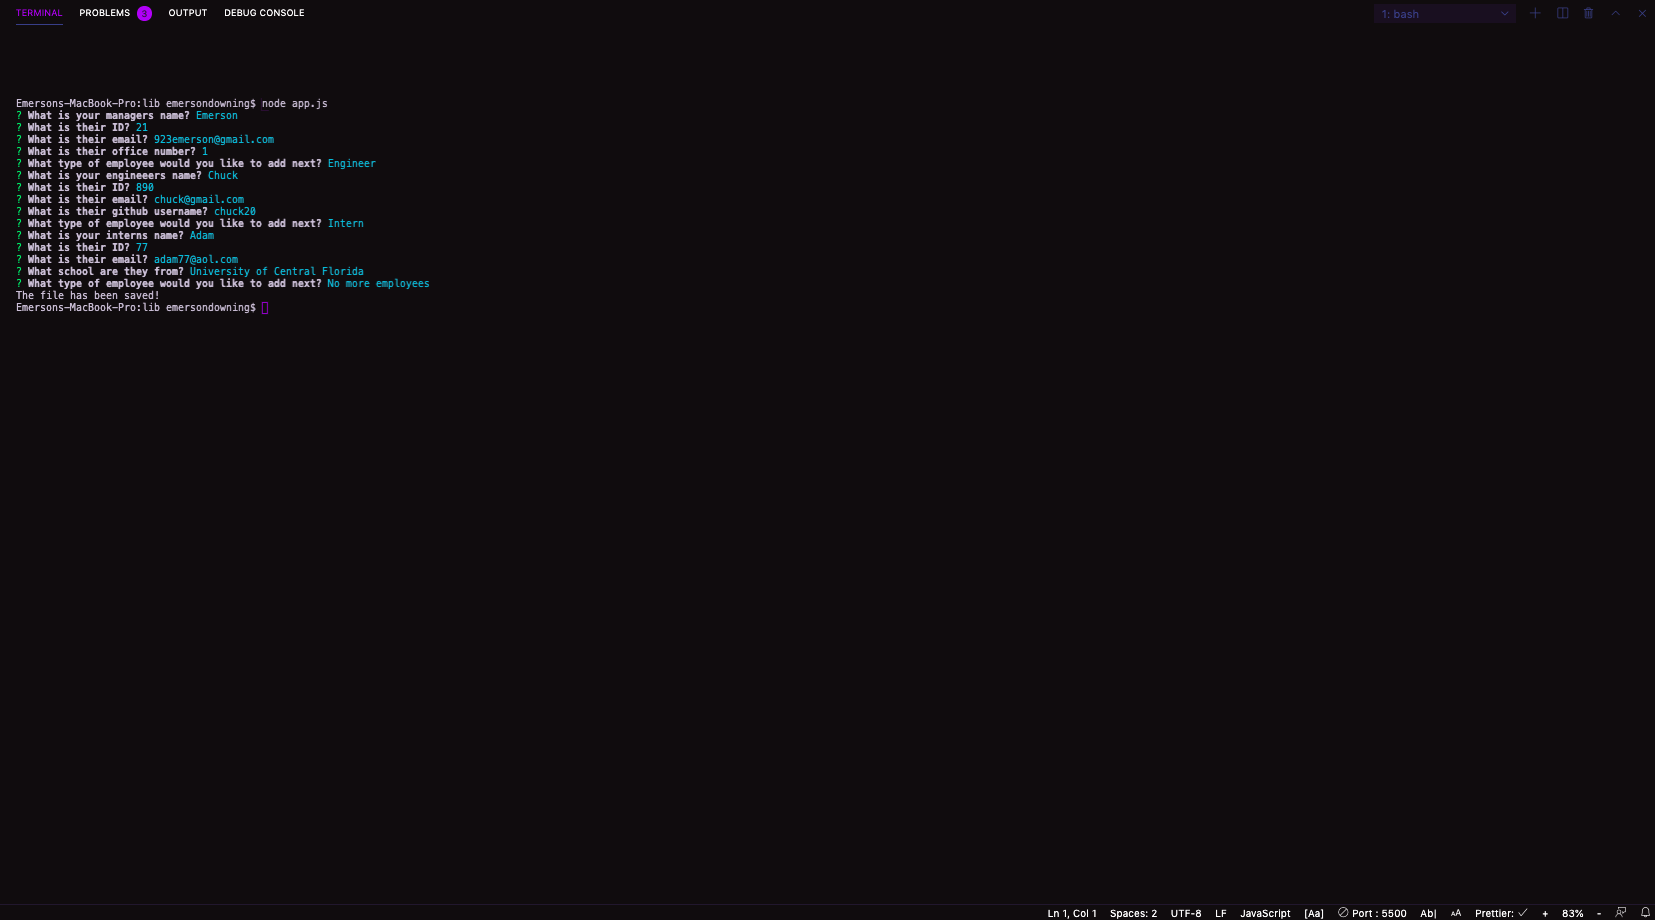 TERMINAL PROBLEMS 3 OUTPUT DEBUG CONSOLE 1: bash
Emersons-MacBook-Pro:lib emersondowning$ node app.js
? What is your managers name? Emerson
? What is their ID? 21
? What is their email? 923emerson@gmail.com
? What is their office number? 1
? What type of employee would you like to add next? Engineer
? What is your engineeers name? Chuck
? What is their ID? 890
? What is their email? chuck@gmail.com
? What is their github username? chuck20
? What type of employee would you like to add next? Intern
? What is your interns name? Adam
? What is their ID? 77
? What is their email? adam77@aol.com
? What school are they from? University of Central Florida
? What type of employee would you like to add next? No more employees
The file has been saved!
Emersons-MacBook-Pro:lib emersondowning$
Ln 1, Col 1 Spaces: 2 UTF-8 LF JavaScript [Aa] Port : 5500 Ab| AA Prettier: ✓ + 83% -